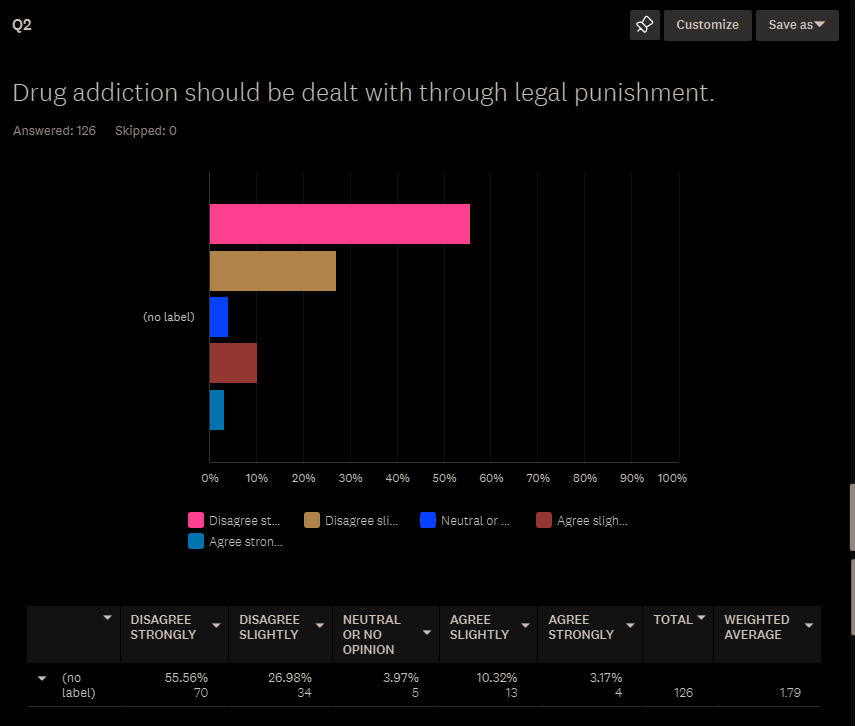 Q2
Customize
Save as
Drug addiction should be dealt with through legal punishment.
Answered: 126 Skipped: 0
(no label)
0% 10% 20% 30% 40% 50% 60% 70% 80% 90% 100%
Disagree st... Disagree sli... Neutral or ... Agree sligh...
Agree stron...
DISAGREE STRONGLY
DISAGREE SLIGHTLY
NEUTRAL OR NO OPINION
AGREE SLIGHTLY
AGREE STRONGLY
TOTAL
WEIGHTED AVERAGE
(no label)
55.56% 26.98% 3.97% 10.32% 3.17%
70 34 5 13 4 126 1.79